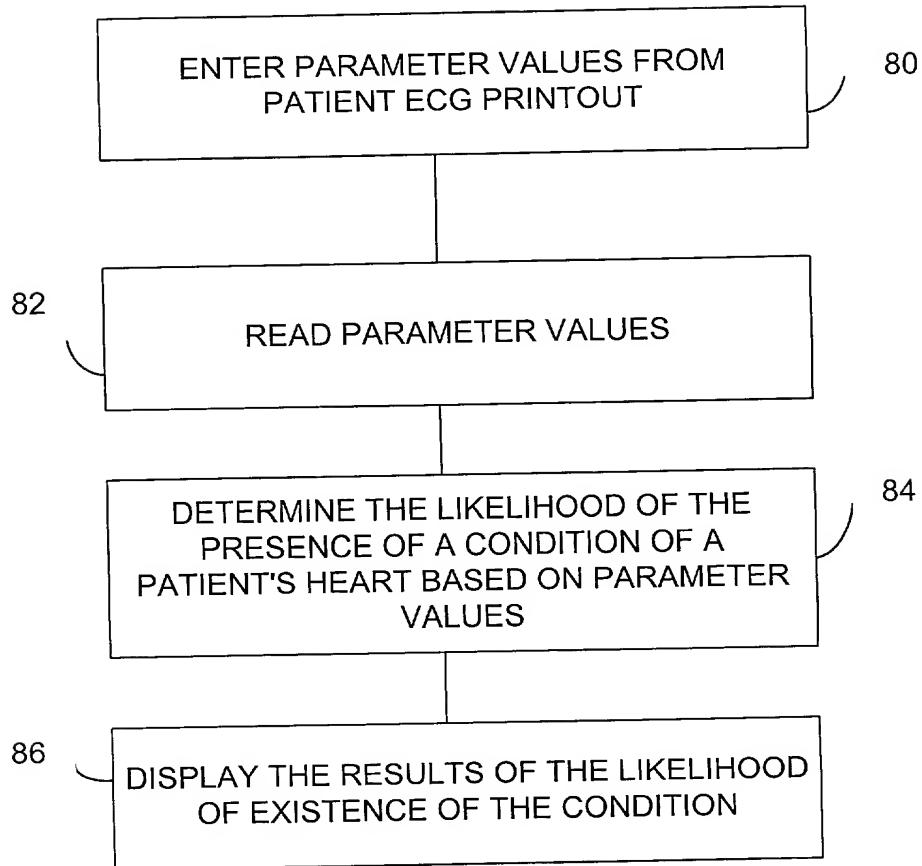 ENTER PARAMETER VALUES FROM
PATIENT ECG PRINTOUT
80
82
READ PARAMETER VALUES
DETERMINE THE LIKELIHOOD OF THE
PRESENCE OF A CONDITION OF A
PATIENT'S HEART BASED ON PARAMETER
VALUES
84
86
DISPLAY THE RESULTS OF THE LIKELIHOOD
OF EXISTENCE OF THE CONDITION